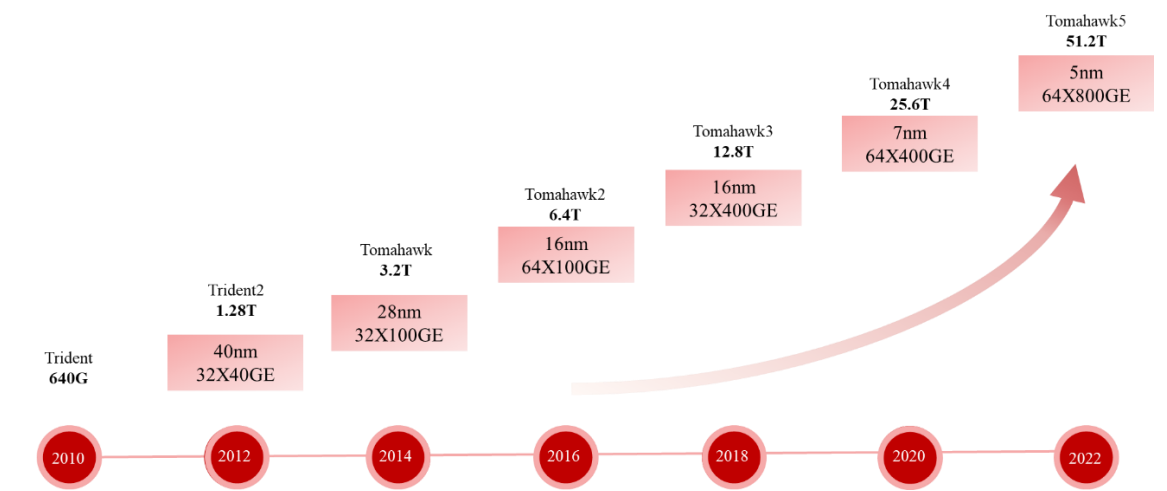 Trident
640G
Trident2
1.28T
40nm
32X40GE
Tomahawk
3.2T
28nm
32X100GE
Tomahawk2
6.4T
16nm
64X100GE
Tomahawk3
12.8T
16nm
32X400GE
Tomahawk4
25.6T
7nm
64X400GE
Tomahawk5
51.2T
5nm
64X800GE
2010
2012
2014
2016
2018
2020
2022